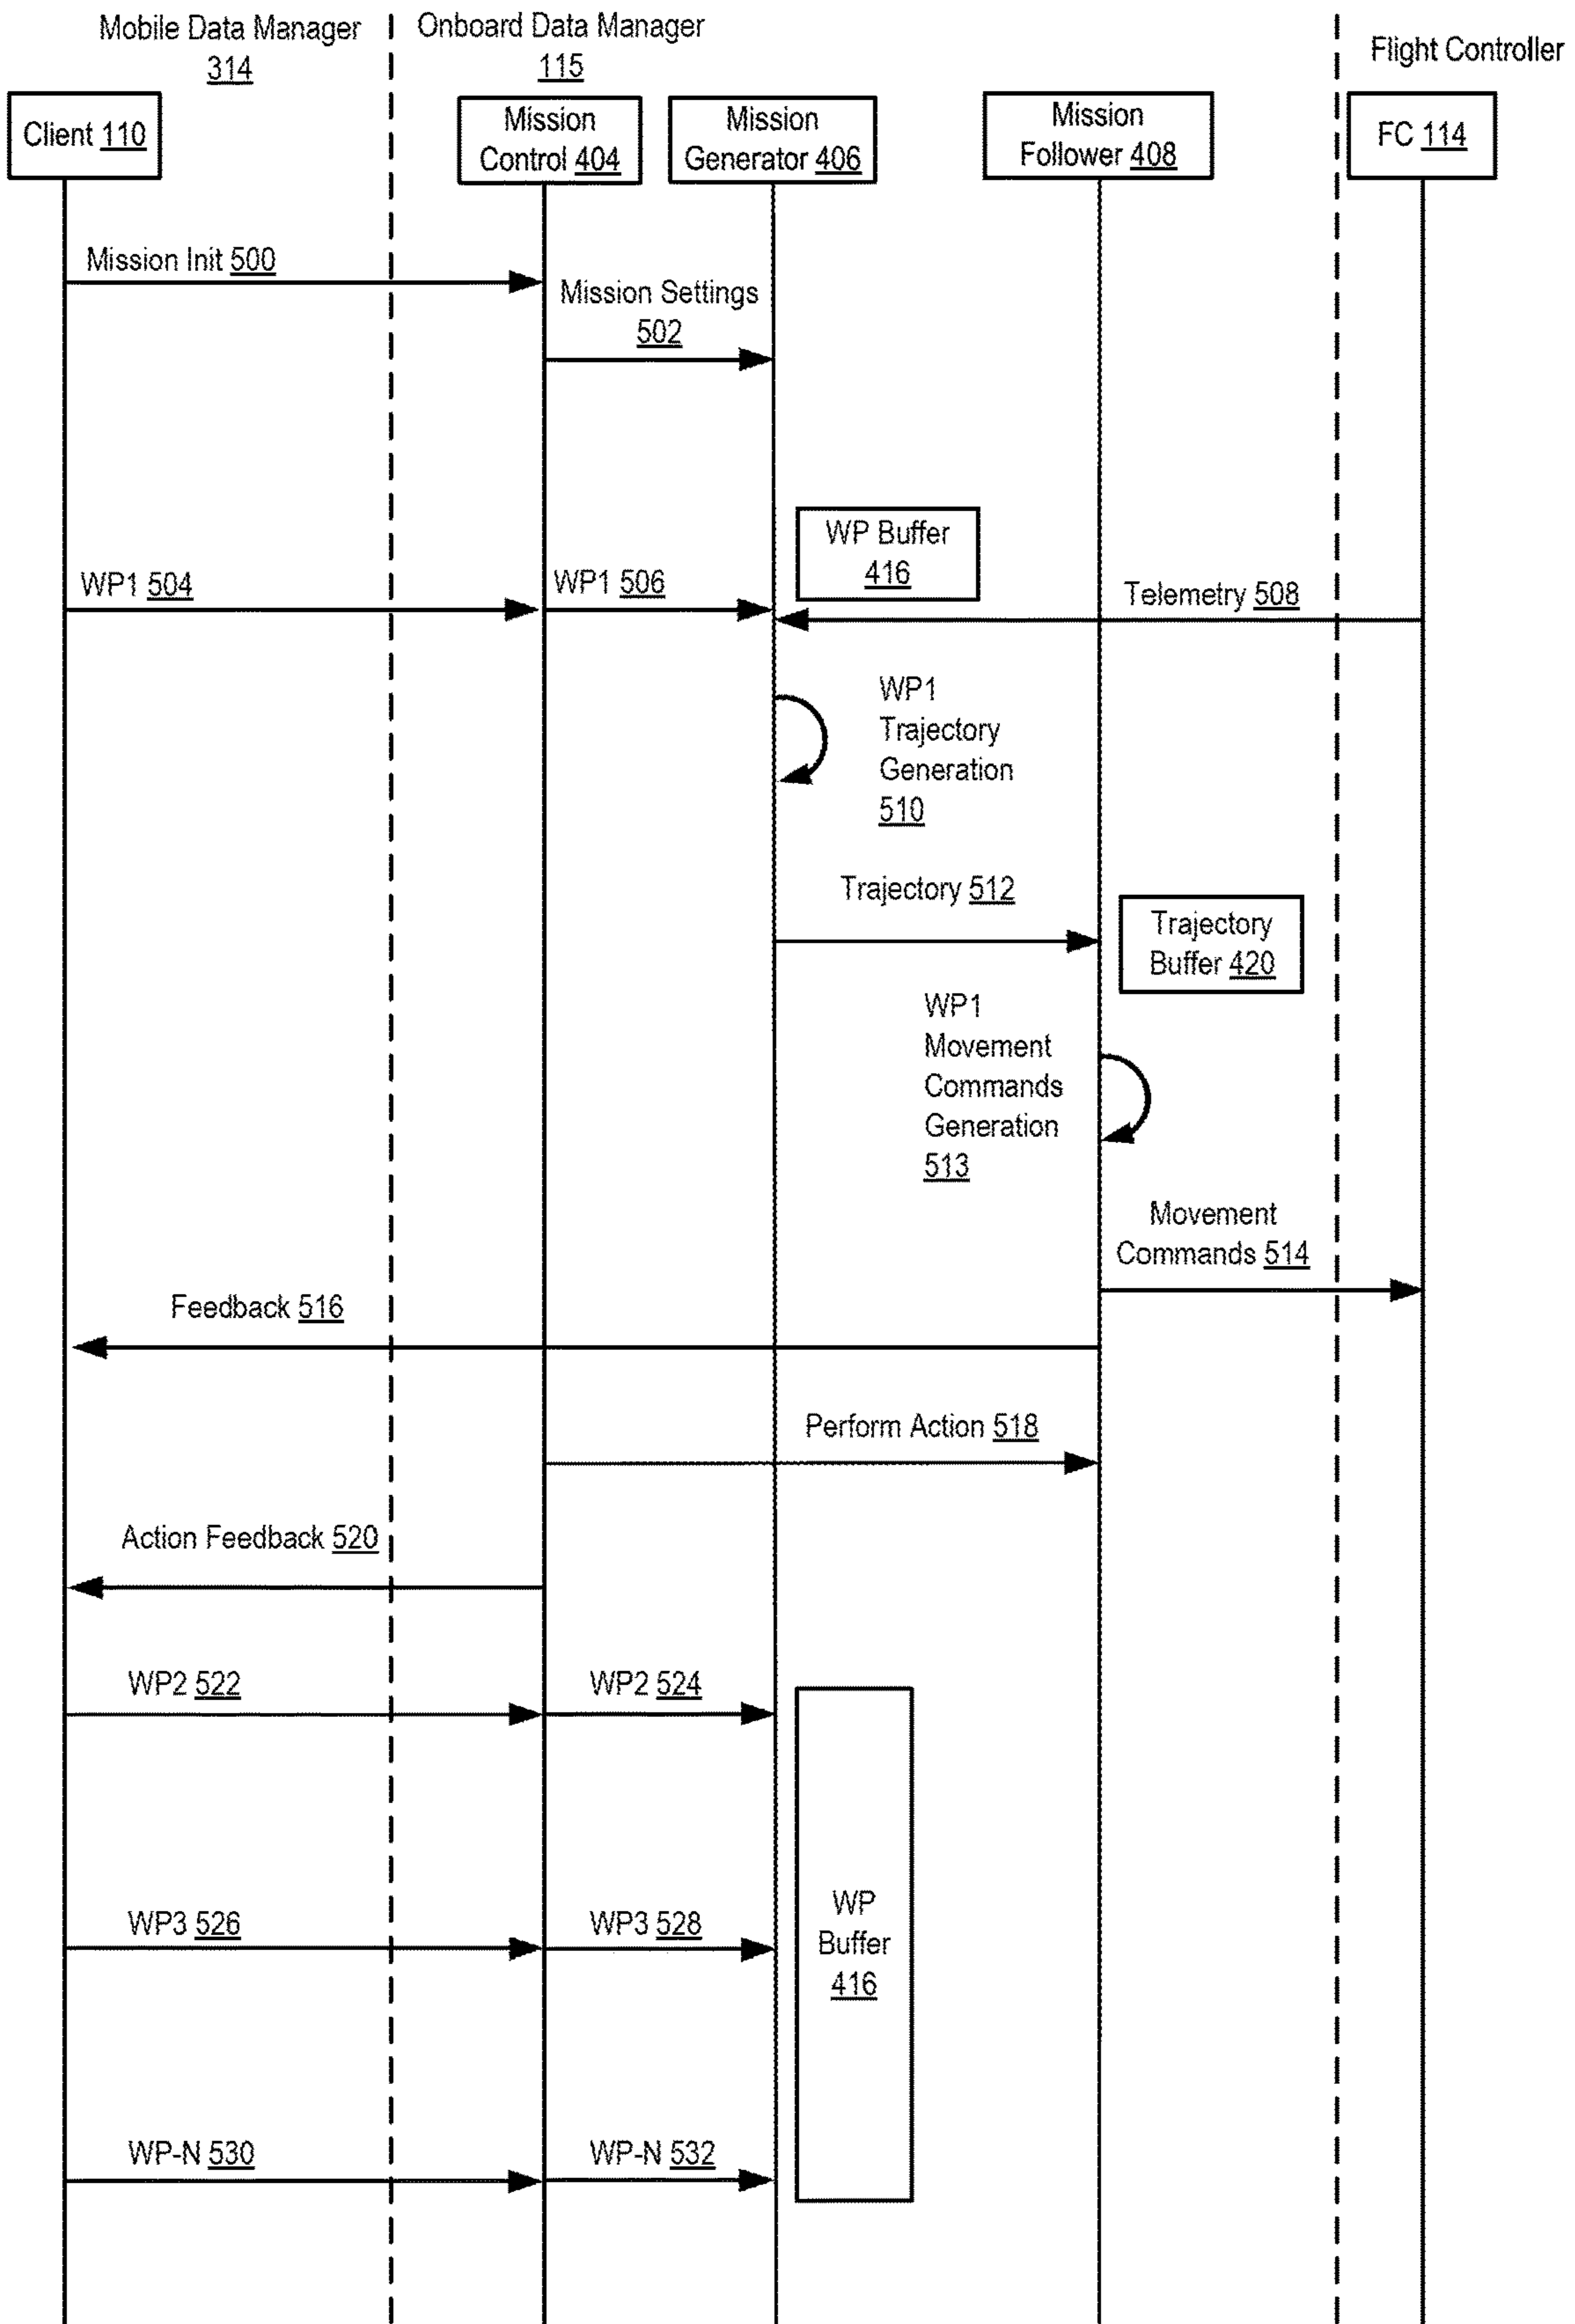 Mobile Data Manager
314
Onboard Data Manager
115
Flight Controller
Client 110
Mission
Control 404
Mission
Generator 406
Mission
Follower 408
FC 114
Mission Init 500
Mission Settings
502
WP Buffer
416
WP1 504
WP1 506
Telemetry 508
WP1
Trajectory
Generation
510
Trajectory 512
Trajectory
Buffer 420
WP1
Movement
Commands
Generation
513
Movement
Commands 514
Feedback 516
Perform Action 518
Action Feedback 520
WP2 522
WP2 524
WP3 526
WP3 528
WP
Buffer
416
WP-N 530
WP-N 532